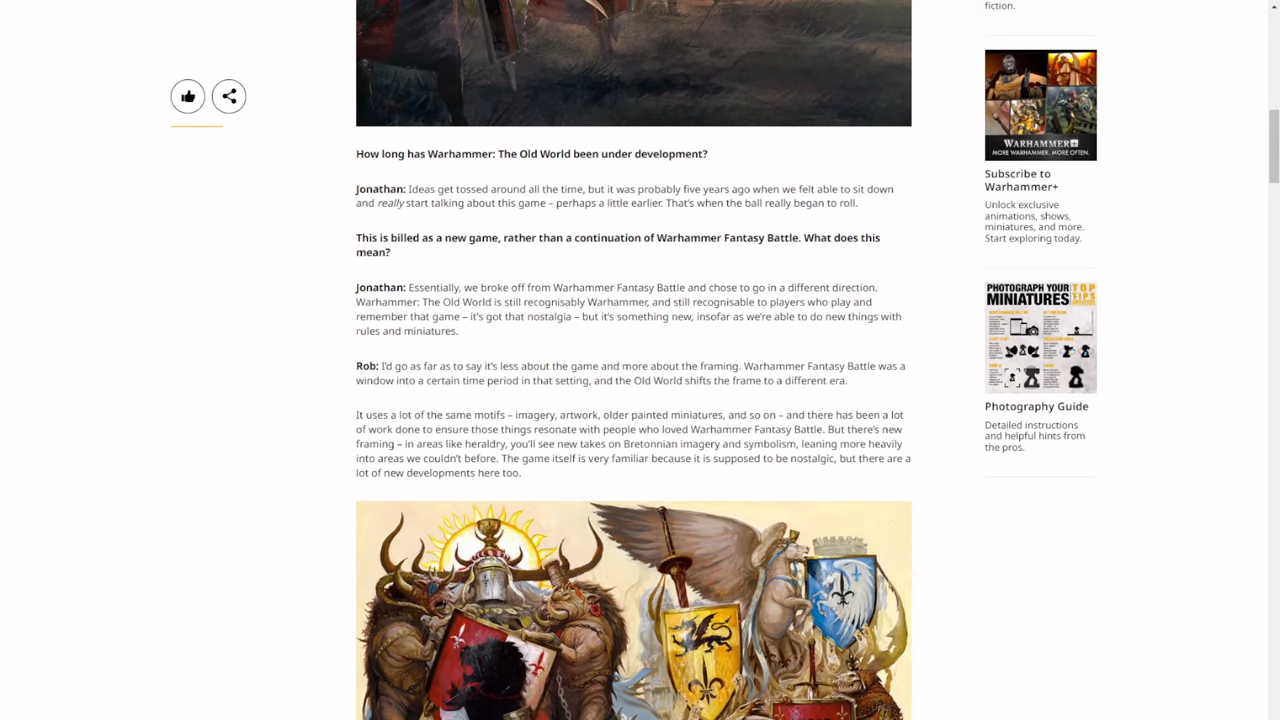 fiction.
WARHAMMER+
MORE WARHAMMER. MORE OFTEN.
How long has Warhammer: The Old World been under development?
Subscribe to
Warhammer+
Jonathan: Ideas get tossed around all the time, but it was probably five years ago when we felt able to sit down
and really start talking about this game – perhaps a little earlier. That’s when the ball really began to roll.
Unlock exclusive
animations, shows,
miniatures, and more.
Start exploring today.
This is billed as a new game, rather than a continuation of Warhammer Fantasy Battle. What does this
mean?
Jonathan: Essentially, we broke off from Warhammer Fantasy Battle and chose to go in a different direction.
Warhammer: The Old World is still recognisably Warhammer, and still recognisable to players who play and
remember that game – it’s got that nostalgia – but it’s something new, insofar as we’re able to do new things with
rules and miniatures.
PHOTOGRAPH YOUR
MINIATURES
TOP
TIPS
Rob: I’d go as far as to say it’s less about the game and more about the framing. Warhammer Fantasy Battle was a
window into a certain time period in that setting, and the Old World shifts the frame to a different era.
Photography Guide
Detailed instructions
and helpful hints from
the pros.
It uses a lot of the same motifs – imagery, artwork, older painted miniatures, and so on – and there has been a lot
of work done to ensure those things resonate with people who loved Warhammer Fantasy Battle. But there’s new
framing – in areas like heraldry, you’ll see new takes on Bretonnian imagery and symbolism, leaning more heavily
into areas we couldn’t before. The game itself is very familiar because it is supposed to be nostalgic, but there are a
lot of new developments here too.